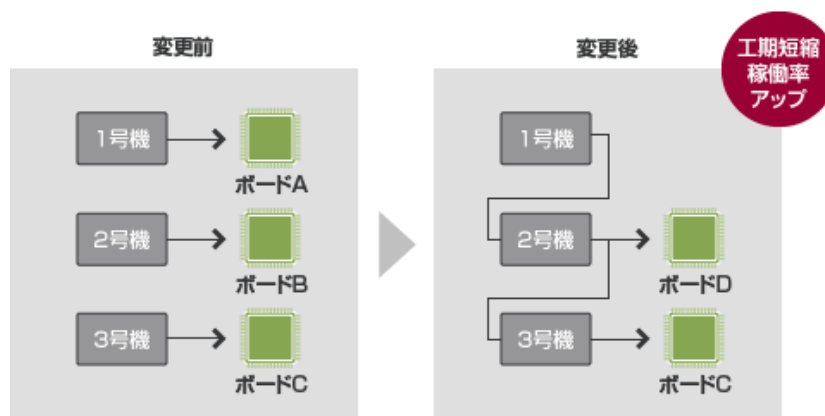 変更前
1号機
ボードA
2号機
ボードB
3号機
ボードC
変更後
工期短縮
稼働率
アップ
1号機
2号機
ボードD
3号機
ボードC